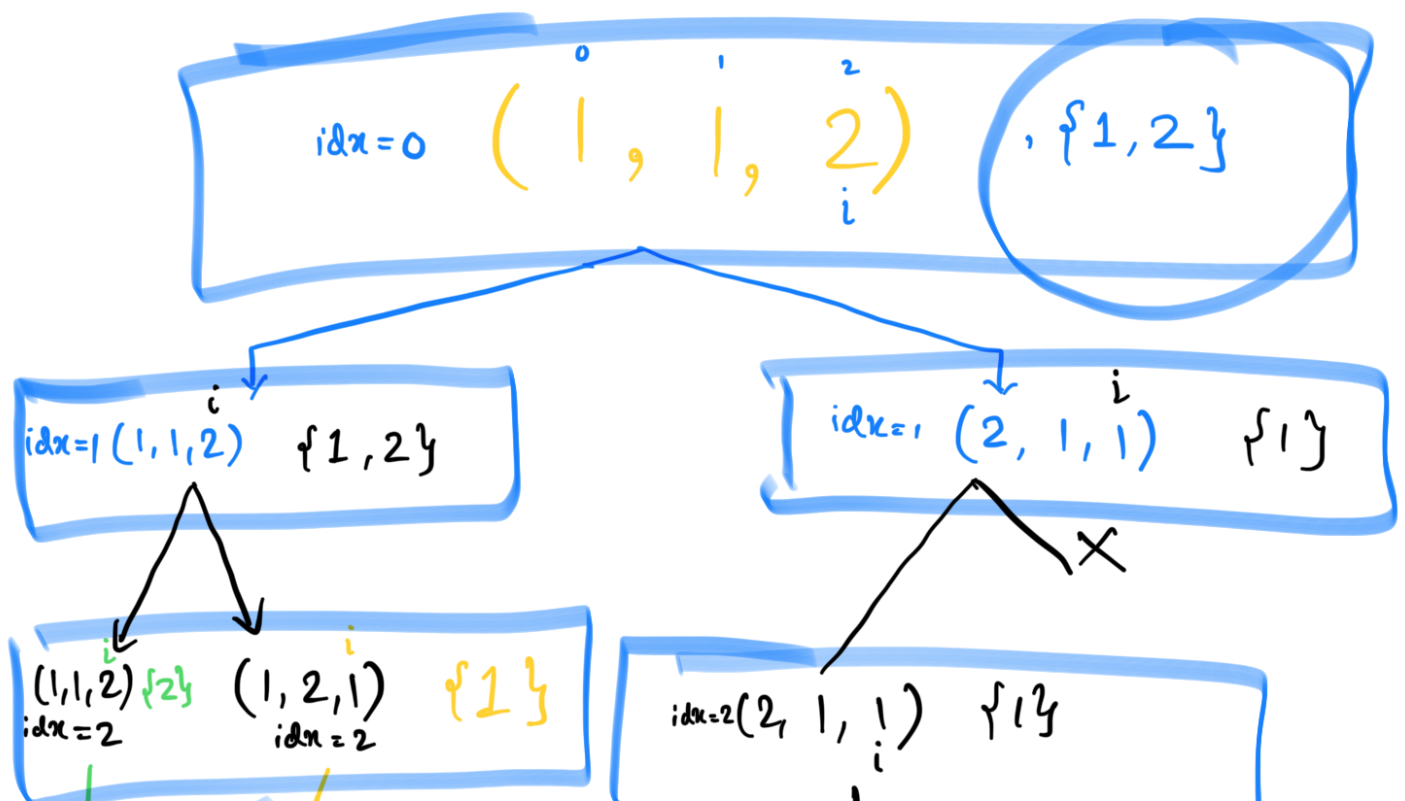 0 1 2
idx=0 (1, 1, 2) , {1,2}
i
i
idx=1 (1,1,2) {1,2}
i
idx=1 (2, 1, 1) {1}
X
i
(1,1,2) {2}
idx=2
i
(1,2,1) {1}
idx=2
idx=2 (2, 1, 1) {1}
i